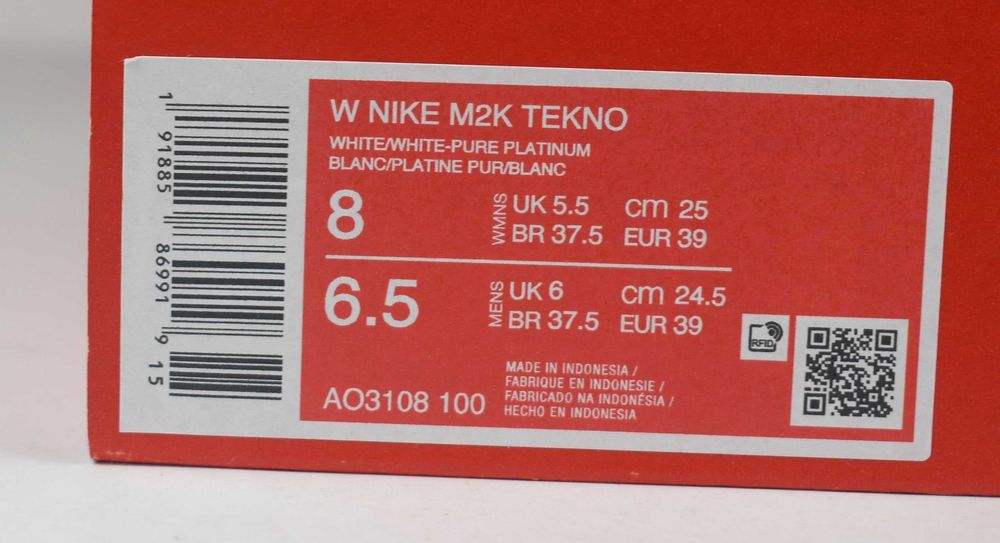 W NIKE M2K TEKNO
WHITE/WHITE-PURE PLATINUM
BLANC/PLATINE PUR/BLANC
8 WMNS UK 5.5 cm 25
BR 37.5 EUR 39
6.5 MENS UK 6 cm 24.5
BR 37.5 EUR 39
RFID
MADE IN INDONESIA /
FABRIQUE EN INDONESIE /
FABRICADO NA INDONÉSIA /
HECHO EN INDONESIA
AO3108 100
1 91885 86991 9 15